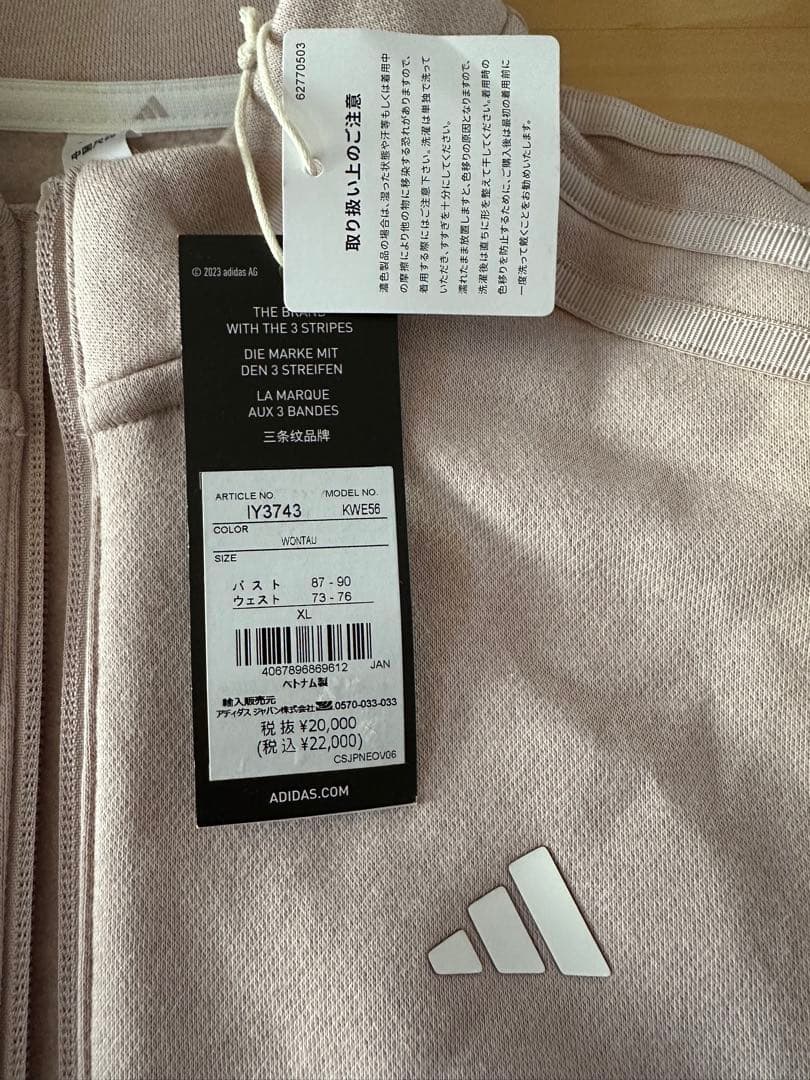 62770503
取り扱い上のご注意
濃色製品の場合は、湿った状態や汗等もしくは着用中
の摩擦により他の物に移染する恐れがありますので、
着用する際にはご注意下さい。洗濯は単独で洗って
いただき、すすぎを十分にしてください。
濡れたまま放置しますと、色移りの原因となりますので、
洗濯後は直ちに形を整えて干してください。着用時の
色移りを防止するために、ご購入後は最初の着用前に
一度洗って戴くことをお勧めいたします。
中国
© 2023 adidas AG
THE BRAND
WITH THE 3 STRIPES
DIE MARKE MIT
DEN 3 STREIFEN
LA MARQUE
AUX 3 BANDES
三条纹品牌
ARTICLE NO. MODEL NO.
IY3743 KWE56
COLOR
WONTAU
SIZE
バスト 87 - 90
ウェスト 73 - 76
XL
4067896869612 JAN
ベトナム製
輸入販売元
アディダス ジャパン株式会社 0570-033-033
税抜 ¥20,000
(税込 ¥22,000)
CSJPNEOV06
ADIDAS.COM